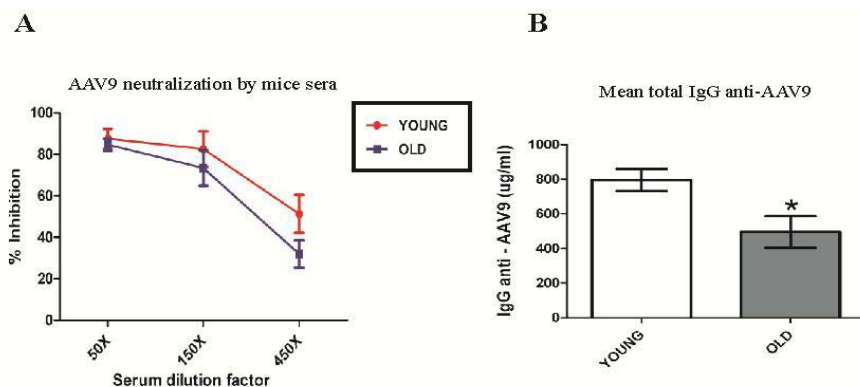 A
AAV9 neutralization by mice sera
% Inhibition
100
80
60
40
20
0
50X
150X
450X
Serum dilution factor
YOUNG
OLD
B
Mean total IgG anti-AAV9
IgG anti - AAV9 (ug/ml)
1000
800
600
400
200
0
*
YOUNG
OLD